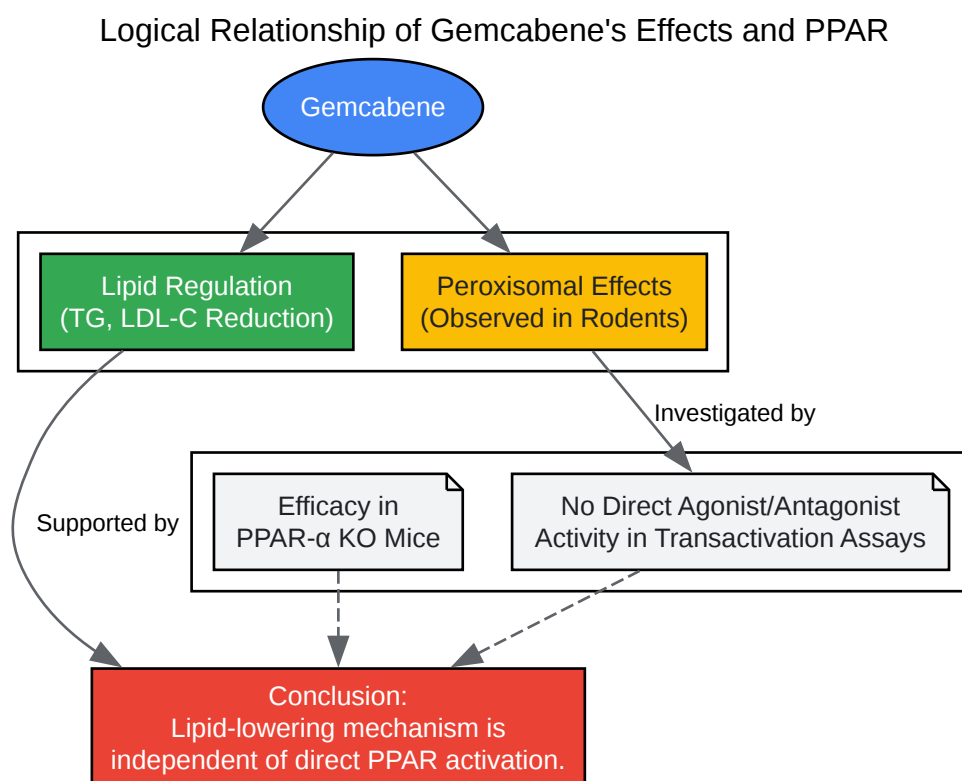 Logical Relationship of Gemcabene's Effects and PPAR
Gemcabene
Lipid Regulation
(TG, LDL-C Reduction)
Peroxisomal Effects
(Observed in Rodents)
Investigated by
Supported by
Efficacy in
PPAR-α KO Mice
No Direct Agonist/Antagonist
Activity in Transactivation Assays
Conclusion:
Lipid-lowering mechanism is
independent of direct PPAR activation.